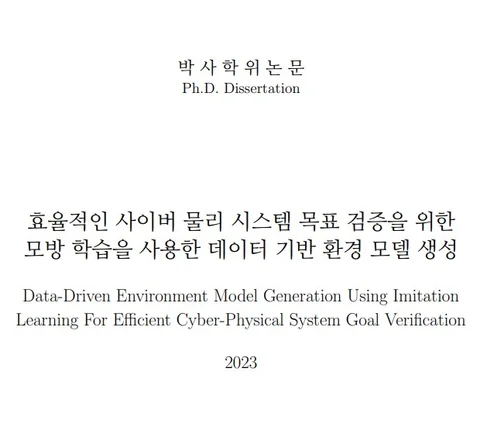 박 사 학 위 논 문
Ph.D. Dissertation
효율적인 사이버 물리 시스템 목표 검증을 위한
모방 학습을 사용한 데이터 기반 환경 모델 생성
Data-Driven Environment Model Generation Using Imitation
Learning For Efficient Cyber-Physical System Goal Verification
2023